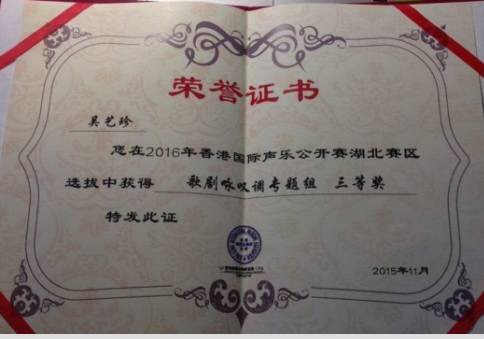 荣誉证书
吴艺珍
您在2016年香港国际声乐公开赛湖北赛区
选拔中获得 歌剧咏叹调专题组 三等奖
特发此证
2015年11月